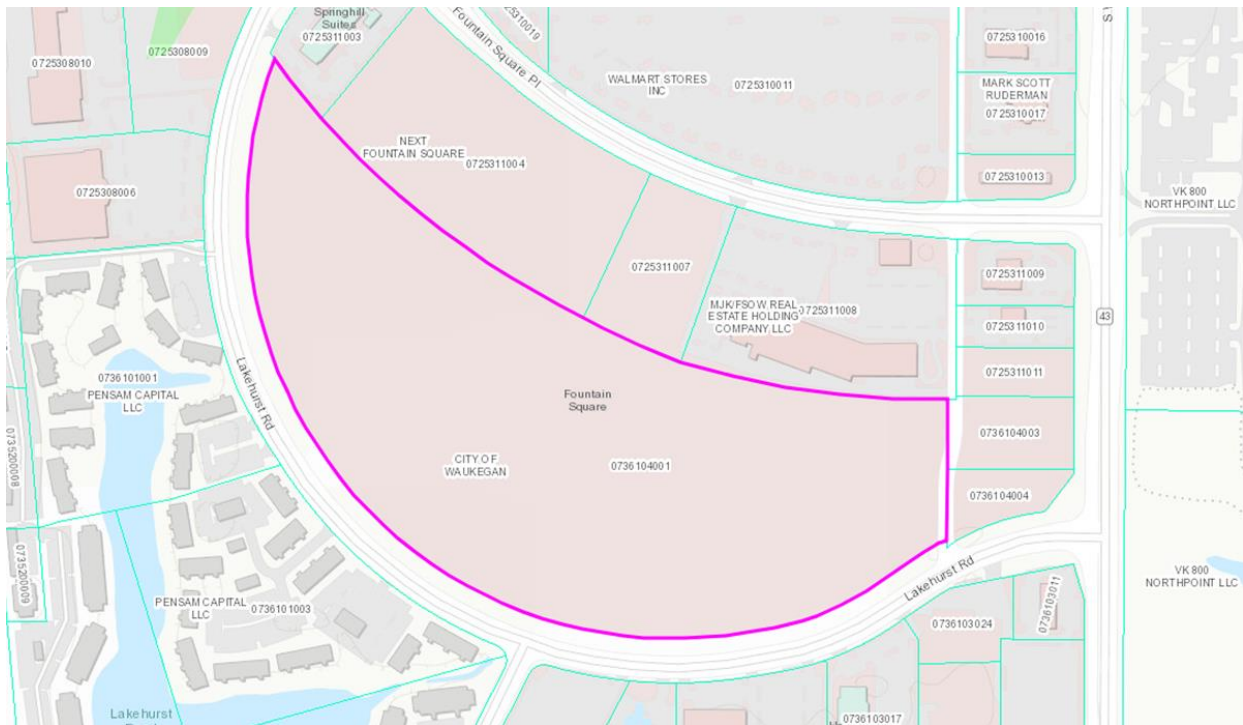 Springhill
Suites
0725311003
0725310019
Fountain Square Pl
0725308009
0725308010
WALMART STORES
INC
0725310011
0725310016
MARK SCOTT
RUDERMAN
0725310017
0725310013
NEXT
FOUNTAIN SQUARE
0725311004
0725308006
VK 800
NORTHPOINT LLC
0725311007
0725311009
MJK/FSOW REAL
ESTATE HOLDING
COMPANY LLC
0725311008
0725311010
43
0725311011
0736101001
PENSAM CAPITAL
LLC
Lakehurst Rd
Fountain
Square
0736104003
0735200008
CITY OF
WAUKEGAN
0736104001
0736104004
0735200009
PENSAM CAPITAL
LLC
0736101003
Lakehurst Rd
VK 800
NORTHPOINT LLC
0736103011
0736103024
Lakehurst
0736103017